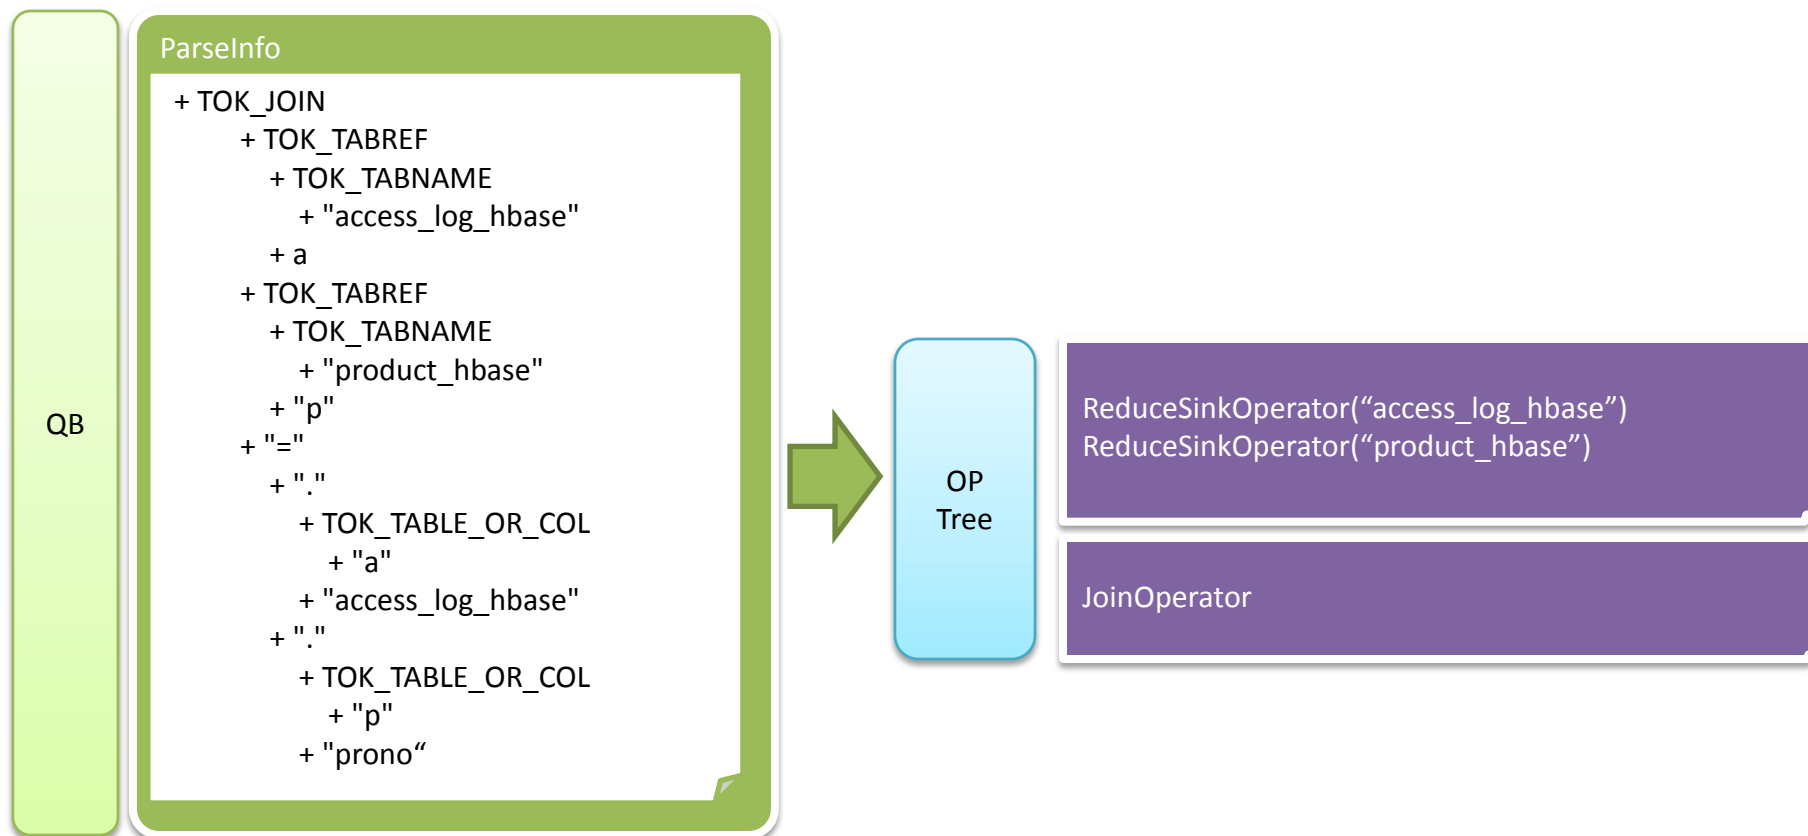 QB
ParseInfo
+ TOK_JOIN
+ TOK_TABREF
+ TOK_TABNAME
+ "access_log_hbase"
+ a
+ TOK_TABREF
+ TOK_TABNAME
+ "product_hbase"
+ "p"
+ "="
+ "."
+ TOK_TABLE_OR_COL
+ "a"
+ "access_log_hbase"
+ "."
+ TOK_TABLE_OR_COL
+ "p"
+ "prono“
OP
Tree
ReduceSinkOperator(“access_log_hbase”)
ReduceSinkOperator(“product_hbase”)
JoinOperator